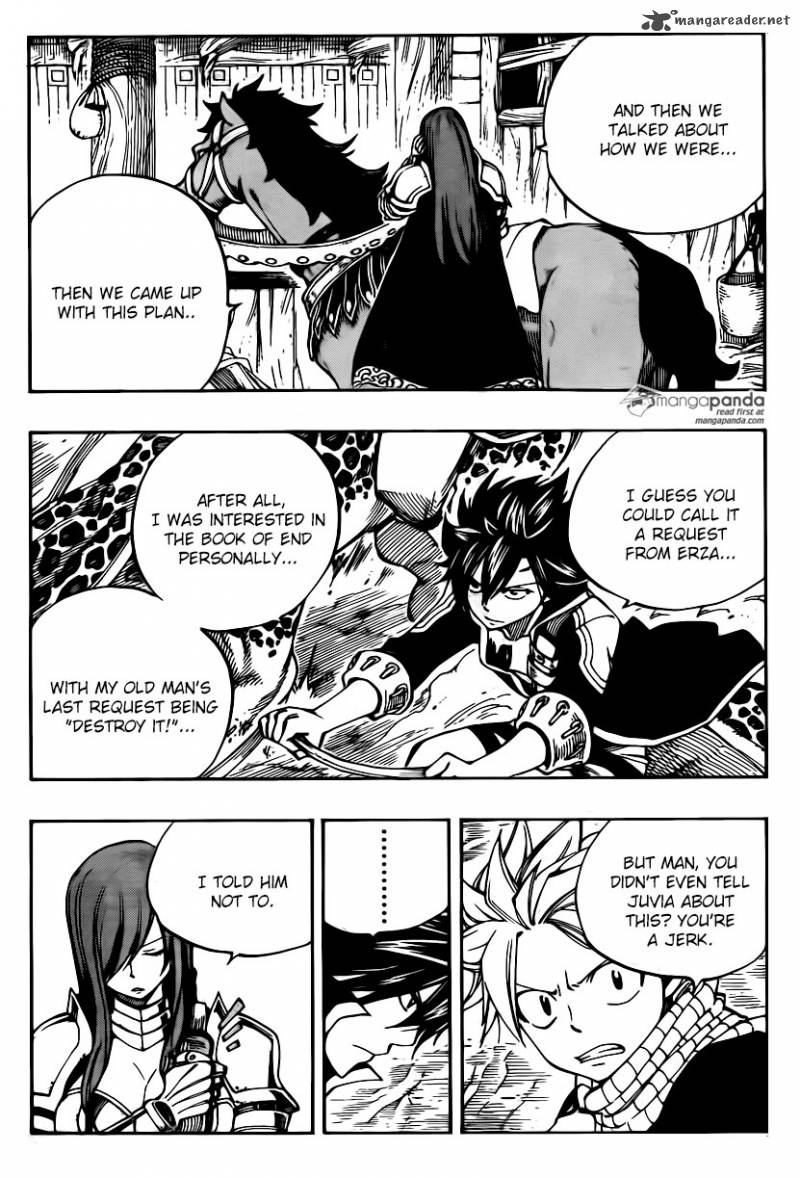 mangareader.net
AND THEN WE
TALKED ABOUT
HOW WE WERE...
THEN WE CAME UP
WITH THIS PLAN..
mangapanda
read first at
mangapanda.com
I GUESS YOU
COULD CALL IT
A REQUEST
FROM ERZA...
AFTER ALL,
I WAS INTERESTED IN
THE BOOK OF END
PERSONALLY...
WITH MY OLD MAN'S
LAST REQUEST BEING
"DESTROY IT!"...
BUT MAN, YOU
DIDN'T EVEN TELL
JUVIA ABOUT
THIS? YOU'RE
A JERK.
.........
I TOLD HIM
NOT TO.